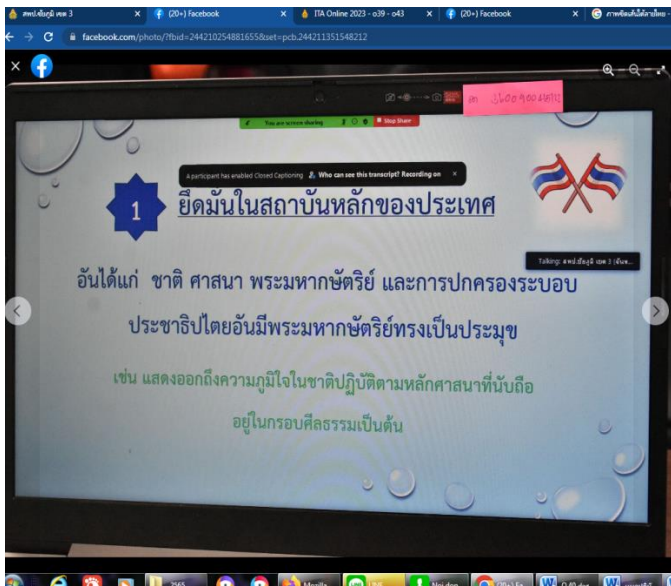 สพป.ชัยภูมิ เขต 3
(20+) Facebook
ITA Online 2023 - o39 - o43
(20+) Facebook
facebook.com/photo/?fbid=244210254881655&set=pcb.244211351548212
You are screen sharing
Stop Share
A participant has enabled Closed Captioning
Who can see this transcript? Recording on
1
ยึดมั่นในสถาบันหลักของประเทศ
Talking: สพป.ชัยภูมิ เขต 3
อันได้แก่ ชาติ ศาสนา พระมหากษัตริย์ และการปกครองระบอบ
ประชาธิปไตยอันมีพระมหากษัตริย์ทรงเป็นประมุข
เช่น แสดงออกถึงความภูมิใจในชาติปฏิบัติตามหลักศาสนาที่นับถือ
อยู่ในกรอบศีลธรรมเป็นต้น
2565
Mozilla
LINE